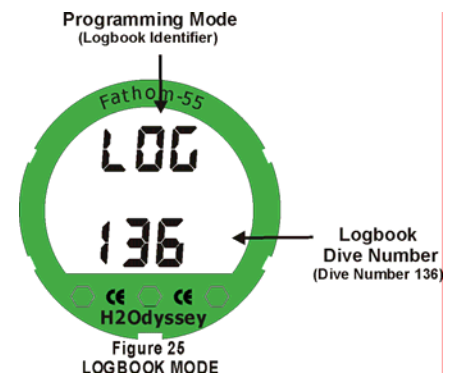 Programming Mode
(Logbook Identifier)
Fathom-55
LOG
136
Logbook
Dive Number
(Dive Number 136)
CE CE
H2Odyssey
Figure 25
LOGBOOK MODE